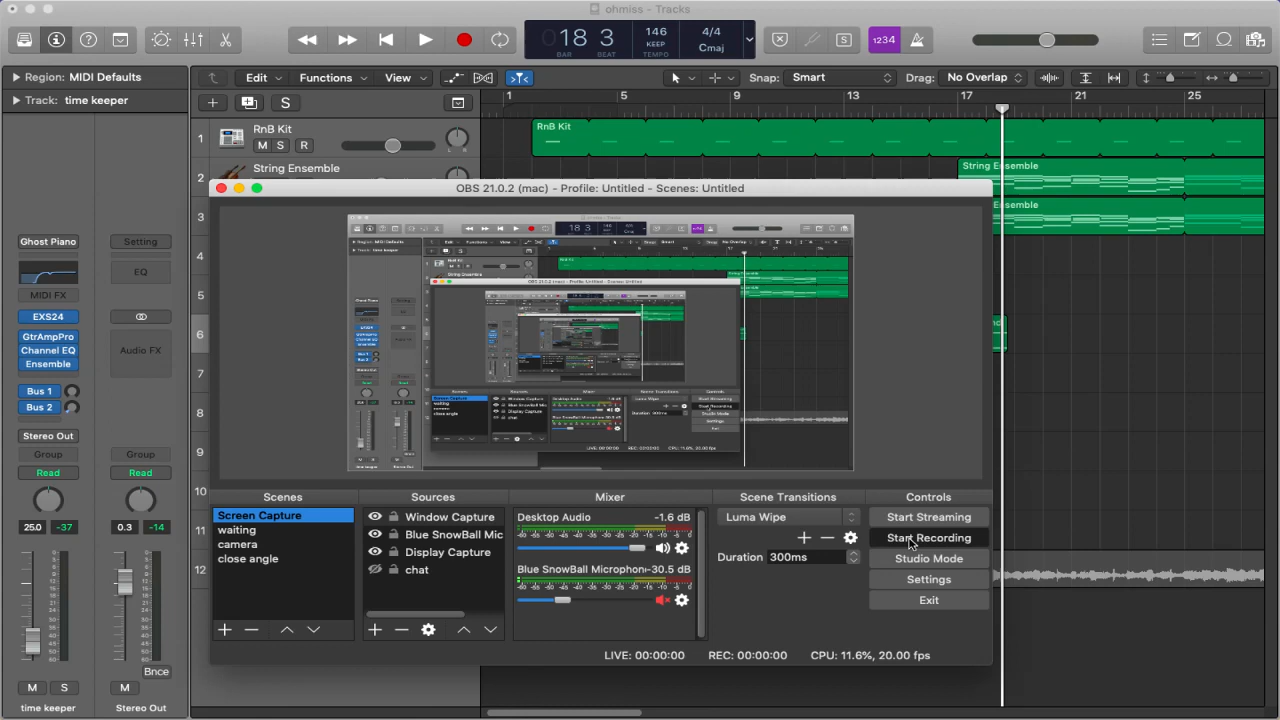 ohmiss - Tracks
18 3
BAR BEAT
146
KEEP
TEMPO
4/4
Cmaj
1234
Region: MIDI Defaults
Edit
Functions
View
Snap:
Smart
Drag:
No Overlap
Track: time keeper
S
1
5
9
13
17
21
25
1
RnB Kit
M S R
L R
RnB Kit
2
String Ensemble
String Ensemble
3
Ensemble
4
5
6
7
8
9
10
11
12
Ghost Piano
Setting
EQ
MIDI FX
EXS24
GtrAmpPro
Channel EQ
Ensemble
Audio FX
Bus 1
Bus 2
Stereo Out
Group
Group
Read
Read
25.0
-37
0.3
-14
Bnce
M
S
M
time keeper
Stereo Out
OBS 21.0.2 (mac) - Profile: Untitled - Scenes: Untitled
Scenes
Sources
Mixer
Scene Transitions
Controls
Screen Capture
waiting
camera
close angle
Window Capture
Blue SnowBall Mic
Display Capture
chat
Desktop Audio
-1.6 dB
Blue SnowBall Microphon
-30.5 dB
Luma Wipe
Duration
300ms
Start Streaming
Start Recording
Studio Mode
Settings
Exit
LIVE: 00:00:00
REC: 00:00:00
CPU: 11.6%, 20.00 fps